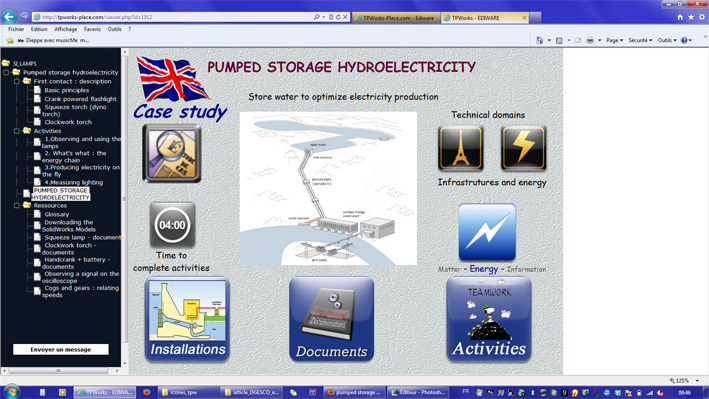 http://tpworks-place.com/viewer.php?id=1912
TPWorks-Place.com - Ediware
TPWorks - EDIWARE
Fichier Edition Affichage Favoris Outils ?
Dieppe avec musicMe m...
Page Sécurité Outils
SI_LAMPS
Pumped storage hydroelectricity
First contact : description
Basic principles
Crank powered flashlight
Squeeze torch (dyno
torch)
Clockwork torch
Activities
1.Observing and using the
lamps
2. What's what : the
energy chain
3.Producing electricity on
the fly
4.Measuring lighting
PUMPED STORAGE
HYDROELECTRICITY
Ressources
Glossary
Downloading the
SolidWorks Models
Squeeze lamp - document
Clockwork torch -
documents
Handcrank + battery -
documents
Observing a signal on the
oscilloscope
Cogs and gears : relating
speeds
Envoyer un message
PUMPED STORAGE HYDROELECTRICITY
Case study
Store water to optimize electricity production
Technical domains
Infrastrutures and energy
04:00
Time to
complete activities
Matter - Energy - Information
Installations
Documents
TEAMWORK
Activities
125%
TPWorks - EDIWA...
icones_tpw
article_DGESCO_e...
pumped storage ...
Editeur - Photosh...
FR
09:46